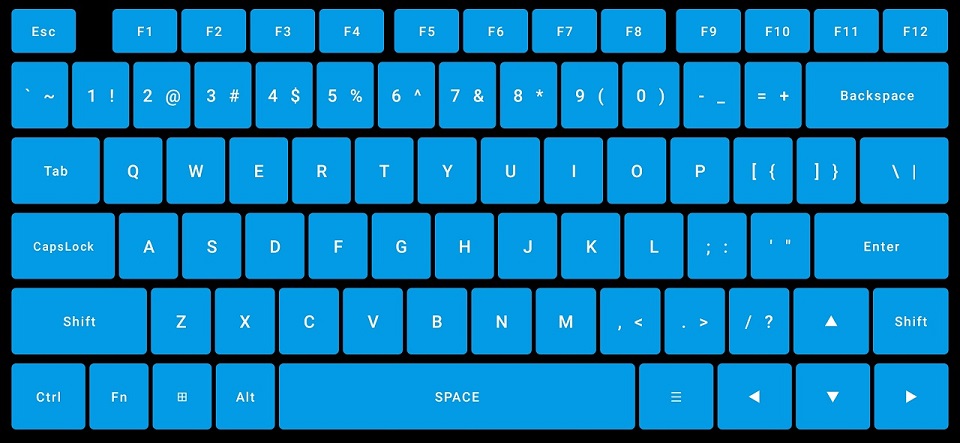 Esc F1 F2 F3 F4 F5 F6 F7 F8 F9 F10 F11 F12
` ~ 1 ! 2 @ 3 # 4 $ 5 % 6 ^ 7 & 8 * 9 ( 0 ) - _ = + Backspace
Tab Q W E R T Y U I O P [ { ] } \ |
CapsLock A S D F G H J K L ; : ' " Enter
Shift Z X C V B N M , < . > / ? ▲ Shift
Ctrl Fn ⊞ Alt SPACE ☰ ◀ ▼ ▶